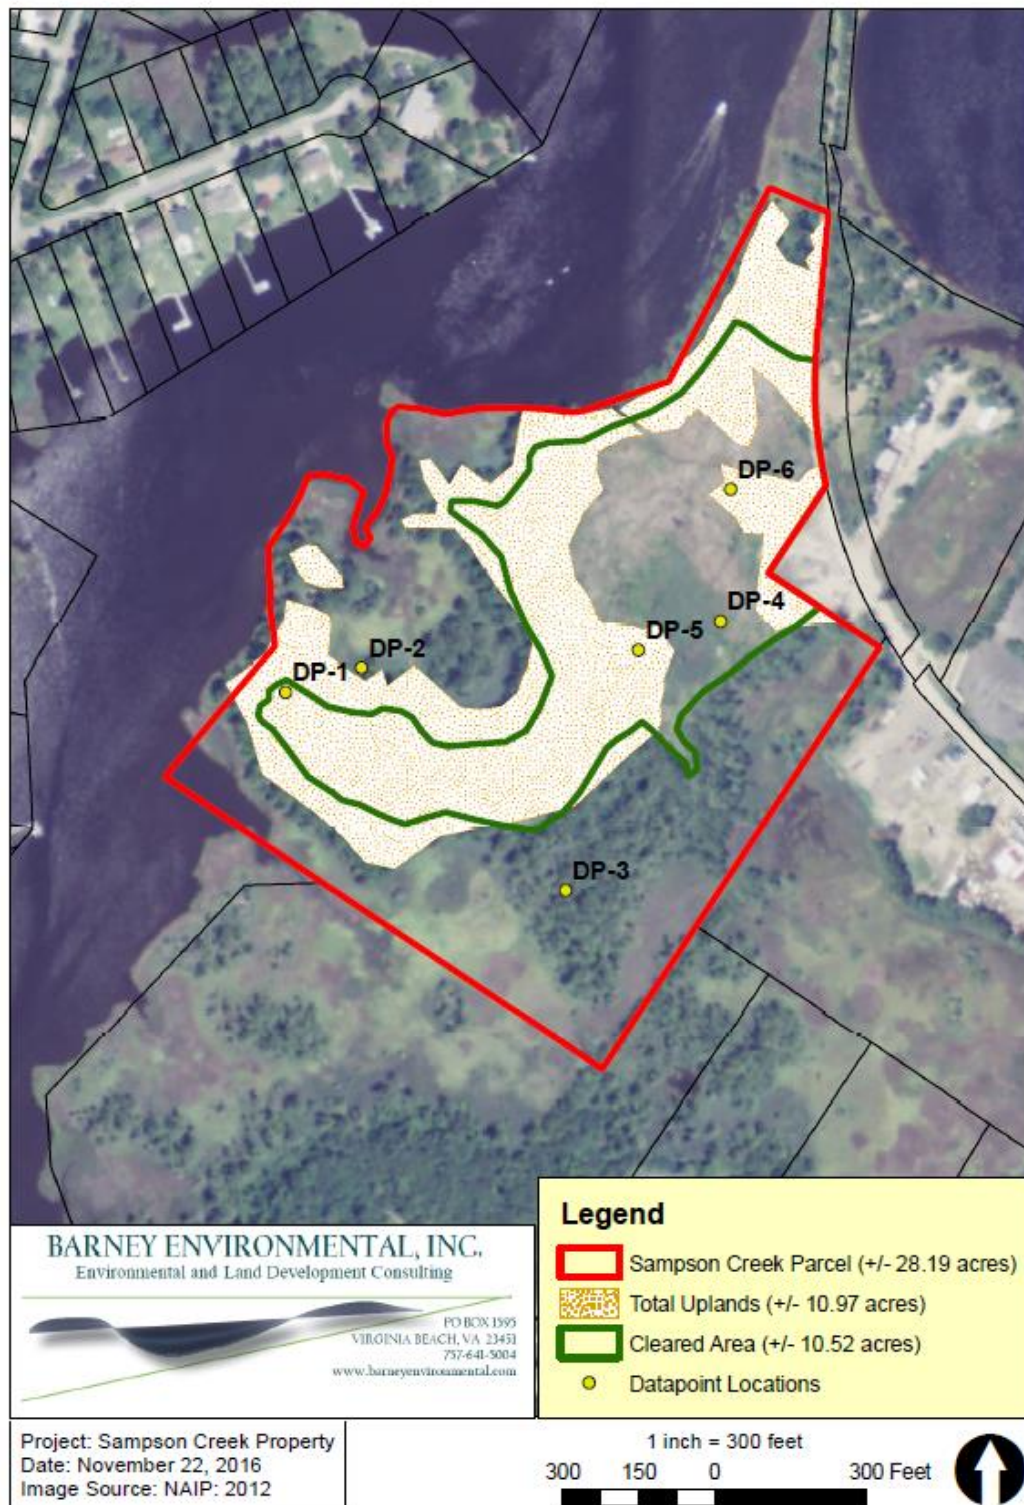 DP-6
DP-4
DP-5
DP-2
DP-1
DP-3
BARNEY ENVIRONMENTAL, INC.
Environmental and Land Development Consulting
PO BOX 1595
VIRGINIA BEACH, VA 23451
757-641-5004
www.barneyenvironmental.com
Legend
Sampson Creek Parcel (+/- 28.19 acres)
Total Uplands (+/- 10.97 acres)
Cleared Area (+/- 10.52 acres)
Datapoint Locations
Project: Sampson Creek Property
Date: November 22, 2016
Image Source: NAIP: 2012
1 inch = 300 feet
300 150 0 300 Feet